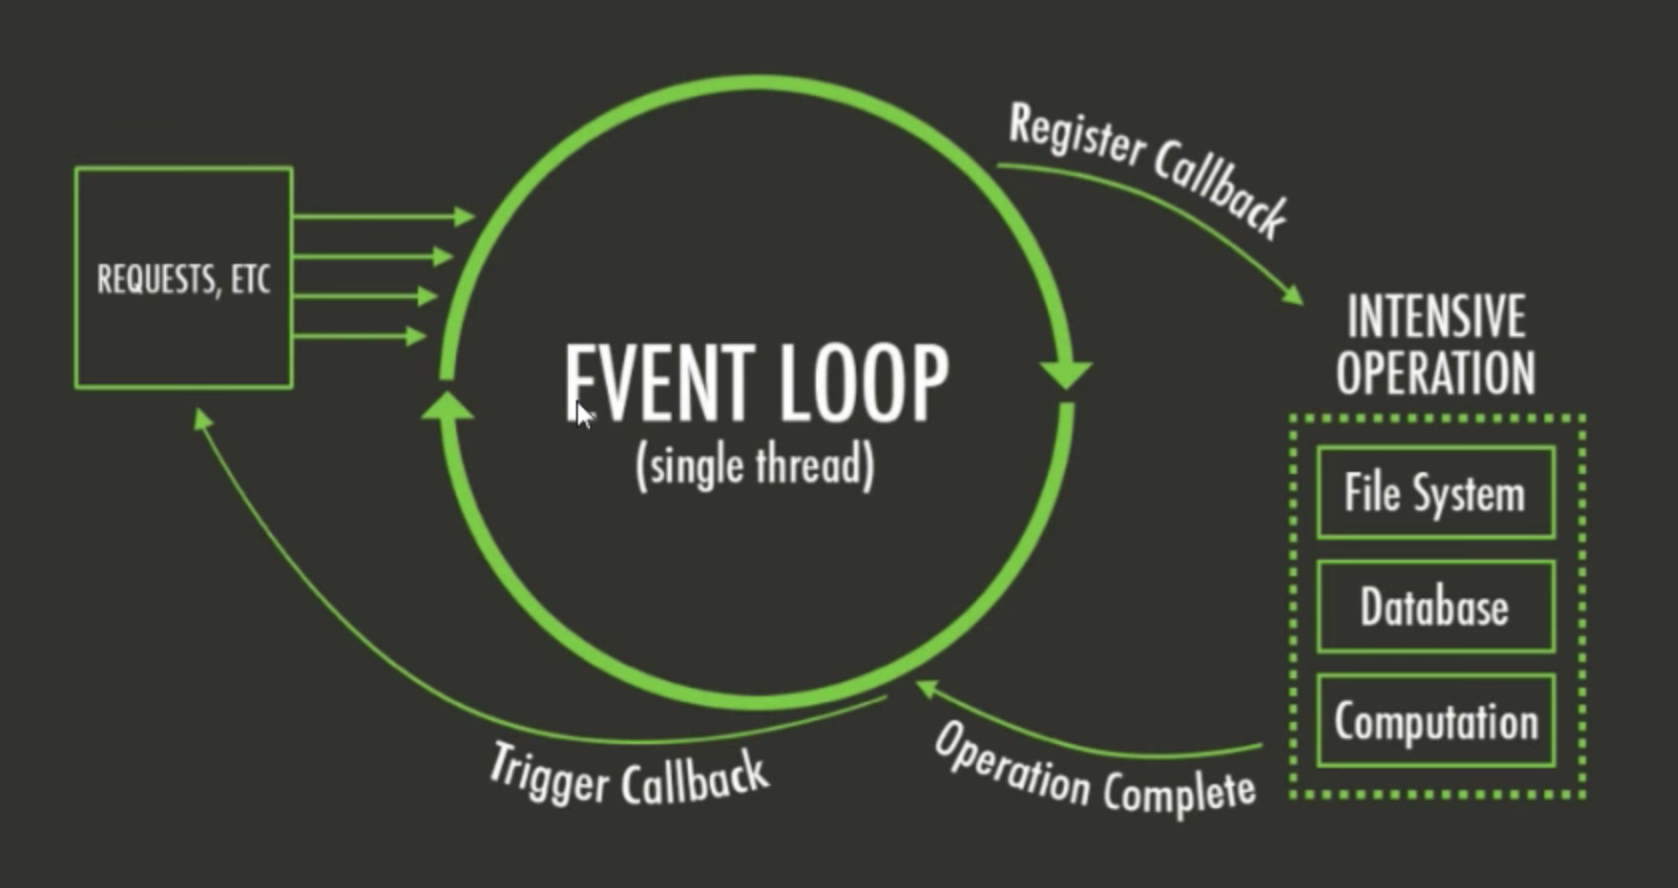 Register Callback
REQUESTS, ETC
INTENSIVE
OPERATION
EVENT LOOP
(single thread)
File System
Database
Computation
Operation Complete
Trigger Callback